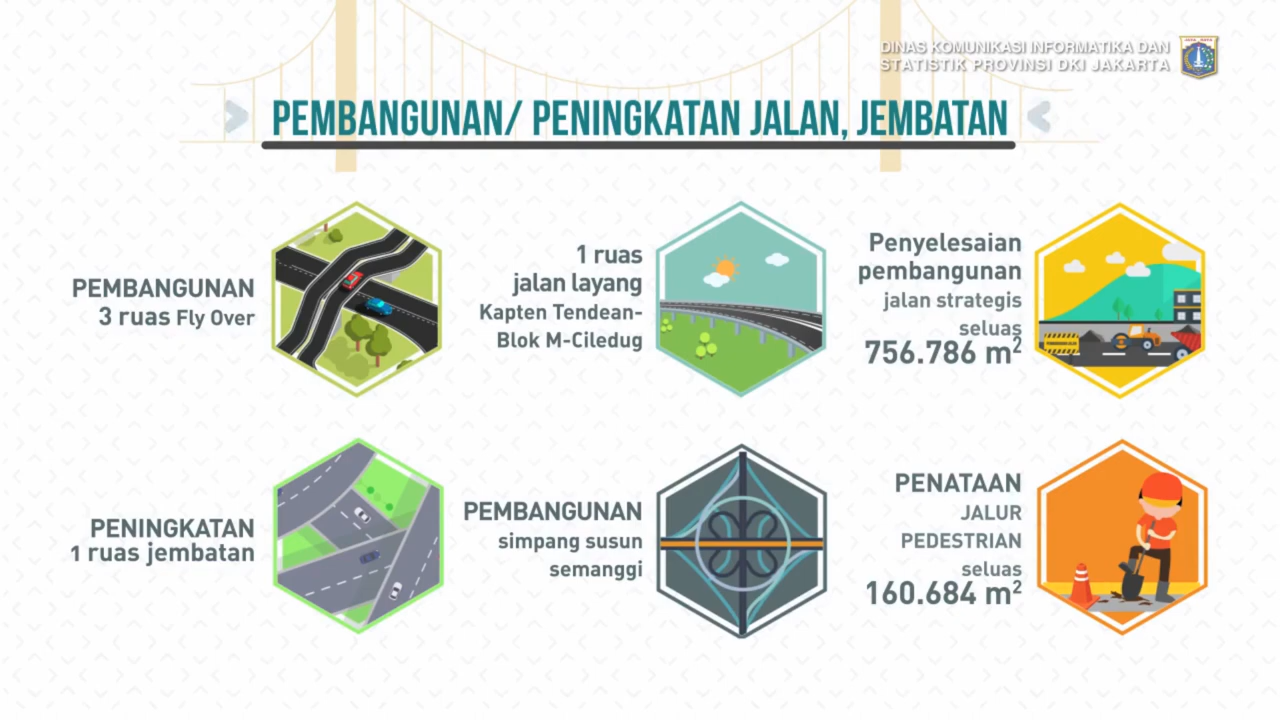 DINAS KOMUNIKASI INFORMATIKA DAN
STATISTIK PROVINSI DKI JAKARTA
PEMBANGUNAN/ PENINGKATAN JALAN, JEMBATAN
PEMBANGUNAN
3 ruas Fly Over
1 ruas
jalan layang
Kapten Tendean-
Blok M-Ciledug
Penyelesaian
pembangunan
jalan strategis
seluas
756.786 m²
PENINGKATAN
1 ruas jembatan
PEMBANGUNAN
simpang susun
semanggi
PENATAAN
JALUR
PEDESTRIAN
seluas
160.684 m²